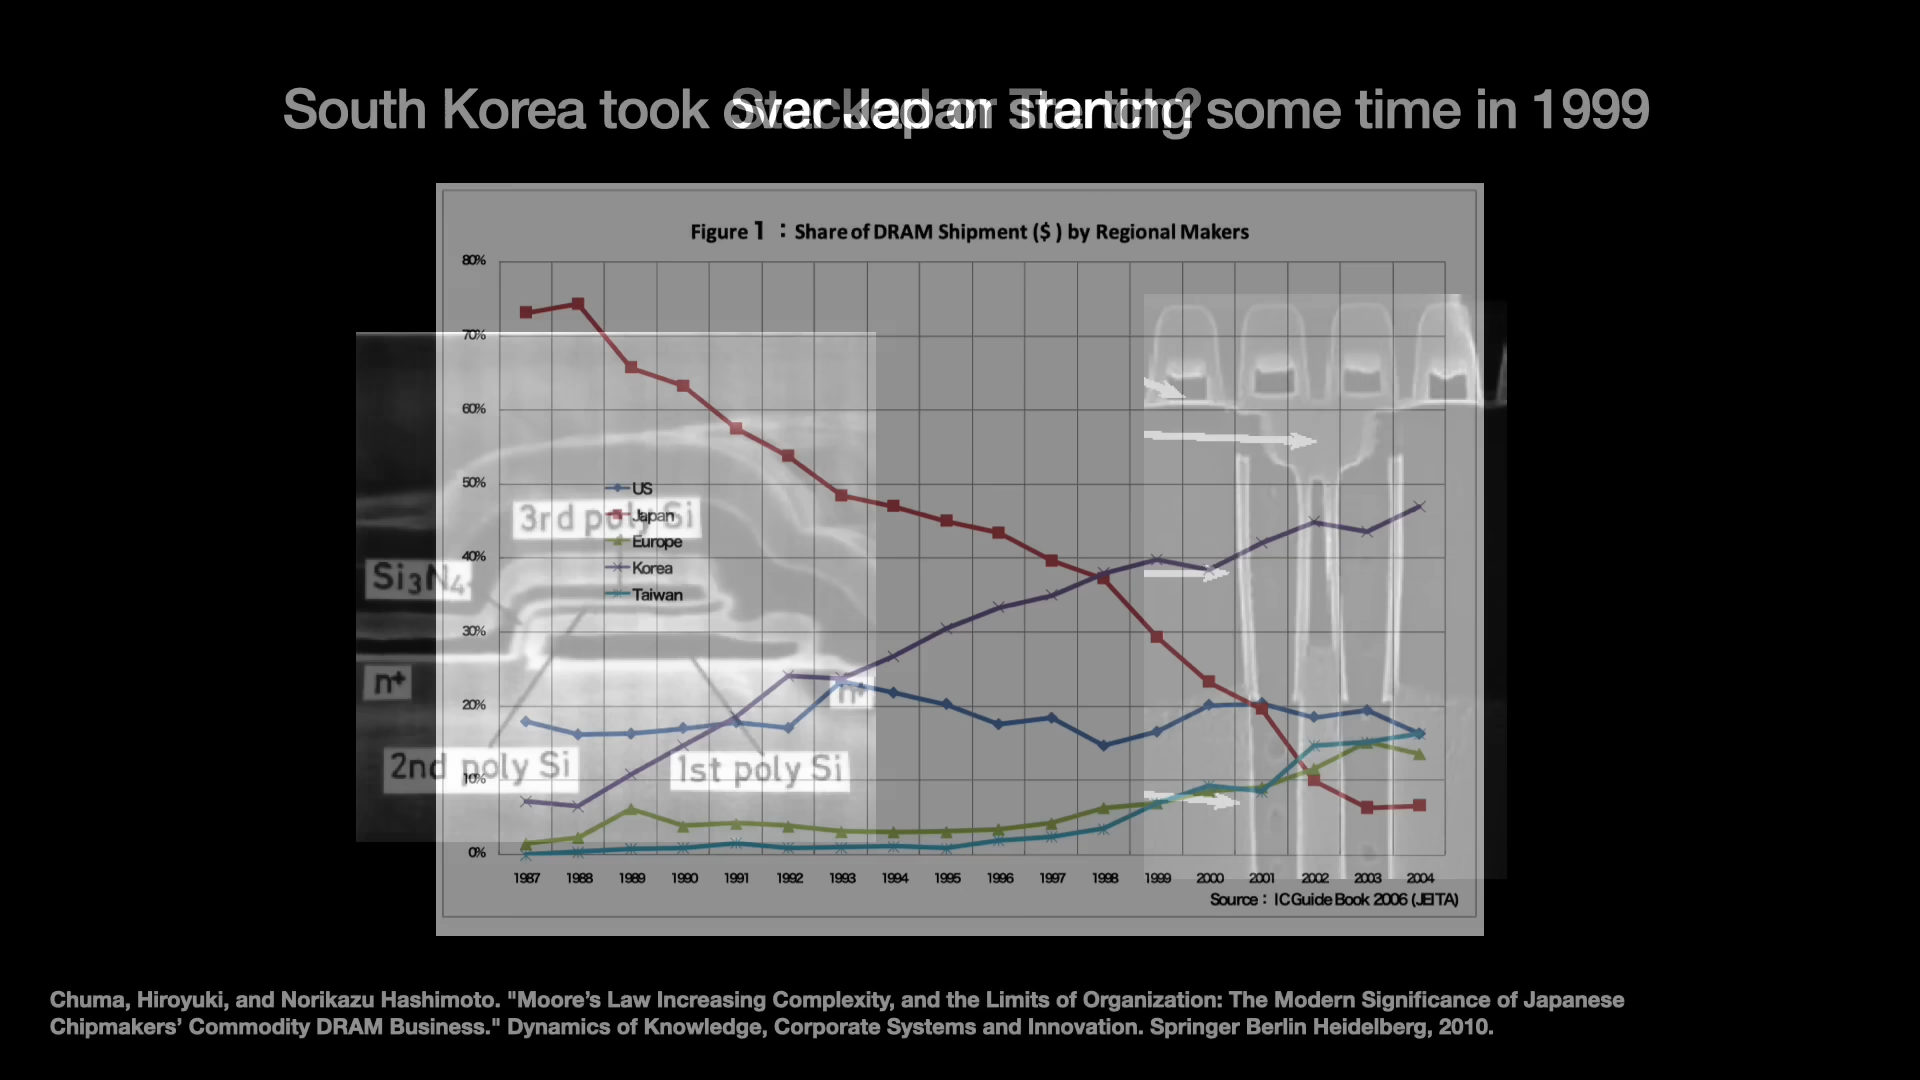 South Korea took over Japan starting some time in 1999
Stacked or Trench?
Figure 1 : Share of DRAM Shipment ($ ) by Regional Makers
80%
70%
60%
50%
40%
30%
20%
10%
0%
US
Japan
Europe
Korea
Taiwan
3rd poly Si
Si3N4
n+
n+
2nd poly Si
1st poly Si
1987 1988 1989 1990 1991 1992 1993 1994 1995 1996 1997 1998 1999 2000 2001 2002 2003 2004
Source : IC Guide Book 2006 (JEITA)
Chuma, Hiroyuki, and Norikazu Hashimoto. "Moore’s Law Increasing Complexity, and the Limits of Organization: The Modern Significance of Japanese
Chipmakers’ Commodity DRAM Business." Dynamics of Knowledge, Corporate Systems and Innovation. Springer Berlin Heidelberg, 2010.